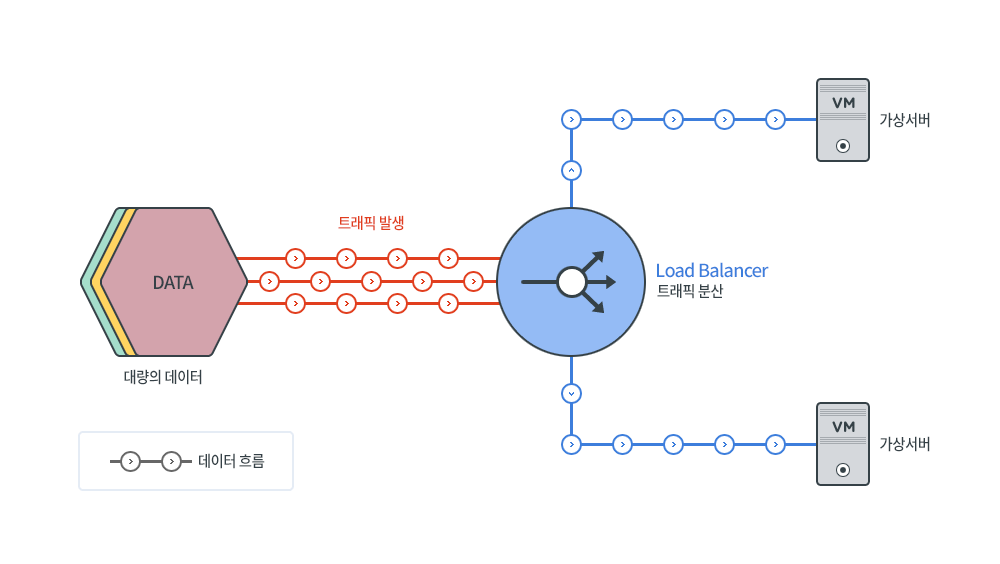 VM
가상서버
트래픽 발생
DATA
Load Balancer
트래픽 분산
대량의 데이터
VM
가상서버
데이터 흐름